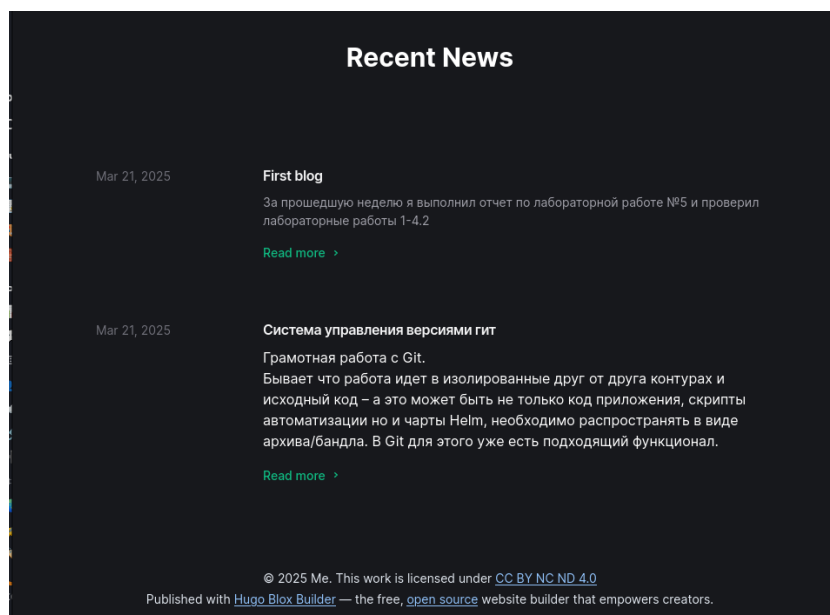 Recent News
Mar 21, 2025
First blog
За прошедшую неделю я выполнил отчет по лабораторной работе №5 и проверил
лабораторные работы 1-4.2
Read more ›
Mar 21, 2025
Система управления версиями гит
Грамотная работа с Git.
Бывает что работа идет в изолированные друг от друга контурах и
исходный код – а это может быть не только код приложения, скрипты
автоматизации но и чарты Helm, необходимо распространять в виде
архива/бандла. В Git для этого уже есть подходящий функционал.
Read more ›
© 2025 Me. This work is licensed under CC BY NC ND 4.0
Published with Hugo Blox Builder — the free, open source website builder that empowers creators.